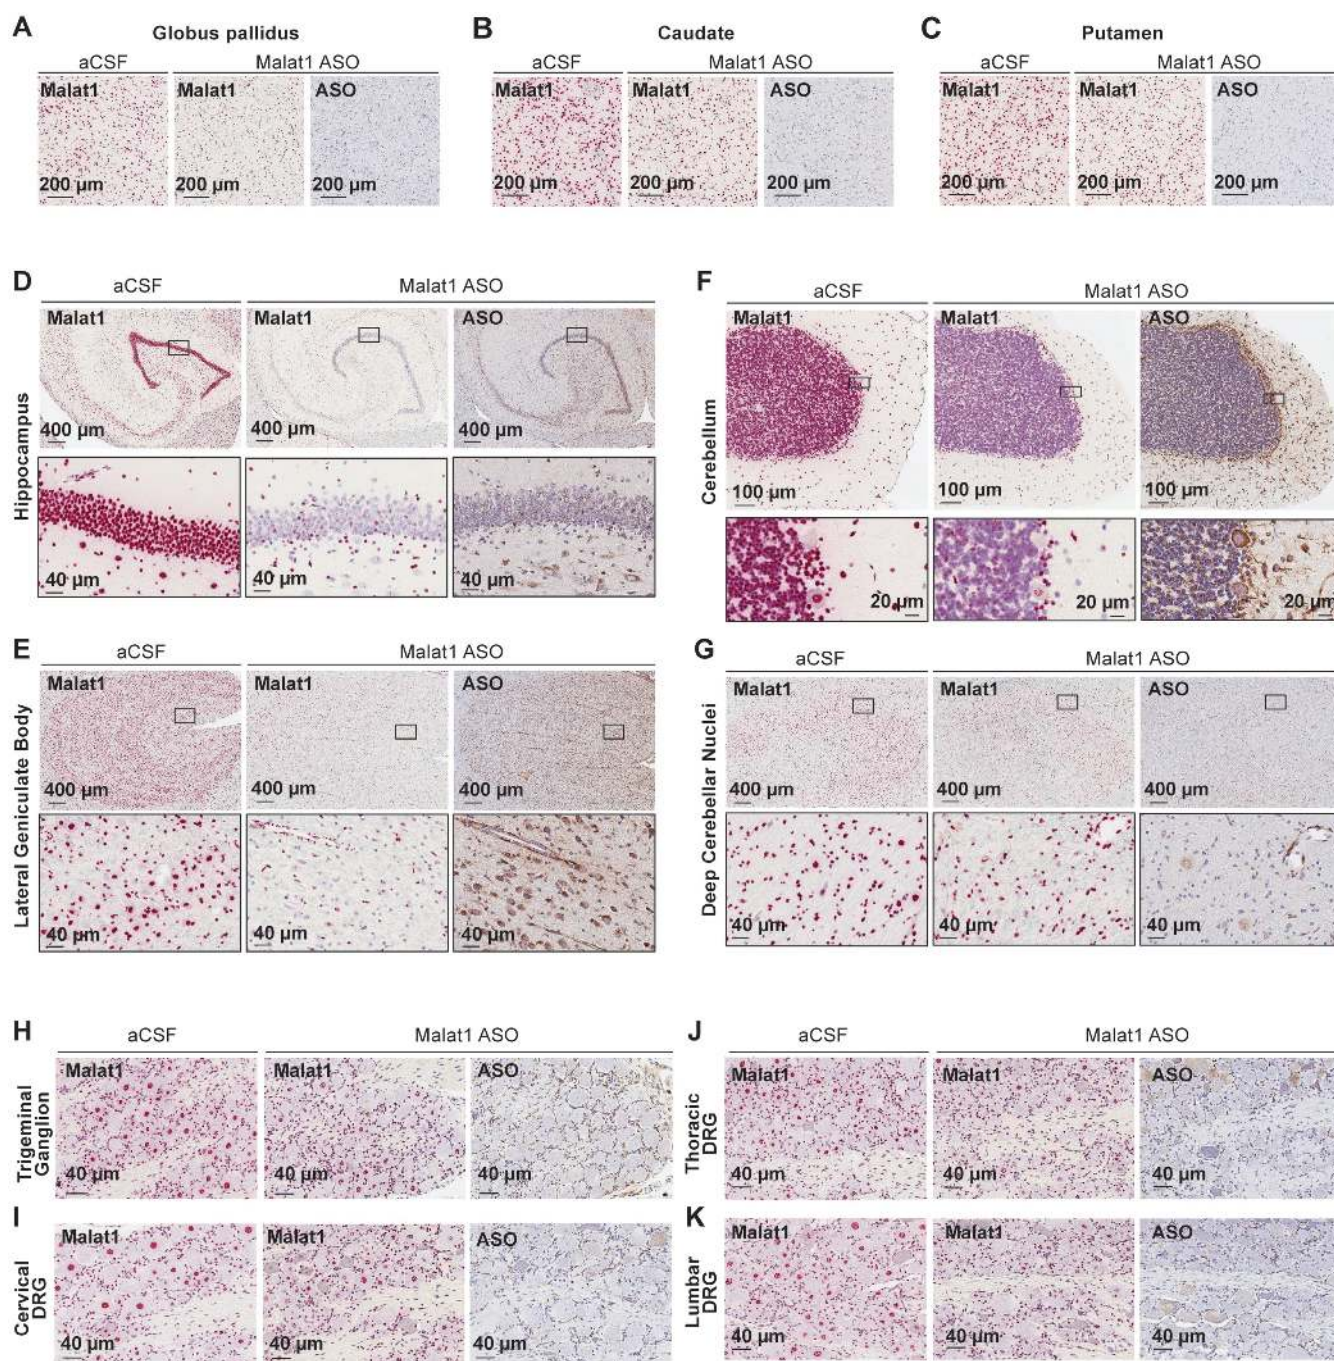 A Globus pallidus
aCSF Malat1 ASO
Malat1 Malat1 ASO
200 µm 200 µm 200 µm
B Caudate
aCSF Malat1 ASO
Malat1 Malat1 ASO
200 µm 200 µm 200 µm
C Putamen
aCSF Malat1 ASO
Malat1 Malat1 ASO
200 µm 200 µm 200 µm
D
aCSF Malat1 ASO
Hippocampus
Malat1 Malat1 ASO
400 µm 400 µm 400 µm
40 µm 40 µm 40 µm
F
aCSF Malat1 ASO
Cerebellum
Malat1 Malat1 ASO
100 µm 100 µm 100 µm
20 µm 20 µm 20 µm
E
aCSF Malat1 ASO
Lateral Geniculate Body
Malat1 Malat1 ASO
400 µm 400 µm 400 µm
40 µm 40 µm 40 µm
G
aCSF Malat1 ASO
Deep Cerebellar Nuclei
Malat1 Malat1 ASO
400 µm 400 µm 400 µm
40 µm 40 µm 40 µm
H
aCSF Malat1 ASO
Trigeminal
Ganglion
Malat1 Malat1 ASO
40 µm 40 µm 40 µm
I
Cervical
DRG
Malat1 Malat1 ASO
40 µm 40 µm 40 µm
J
aCSF Malat1 ASO
Thoracic
DRG
Malat1 Malat1 ASO
40 µm 40 µm 40 µm
K
Lumbar
DRG
Malat1 Malat1 ASO
40 µm 40 µm 40 µm